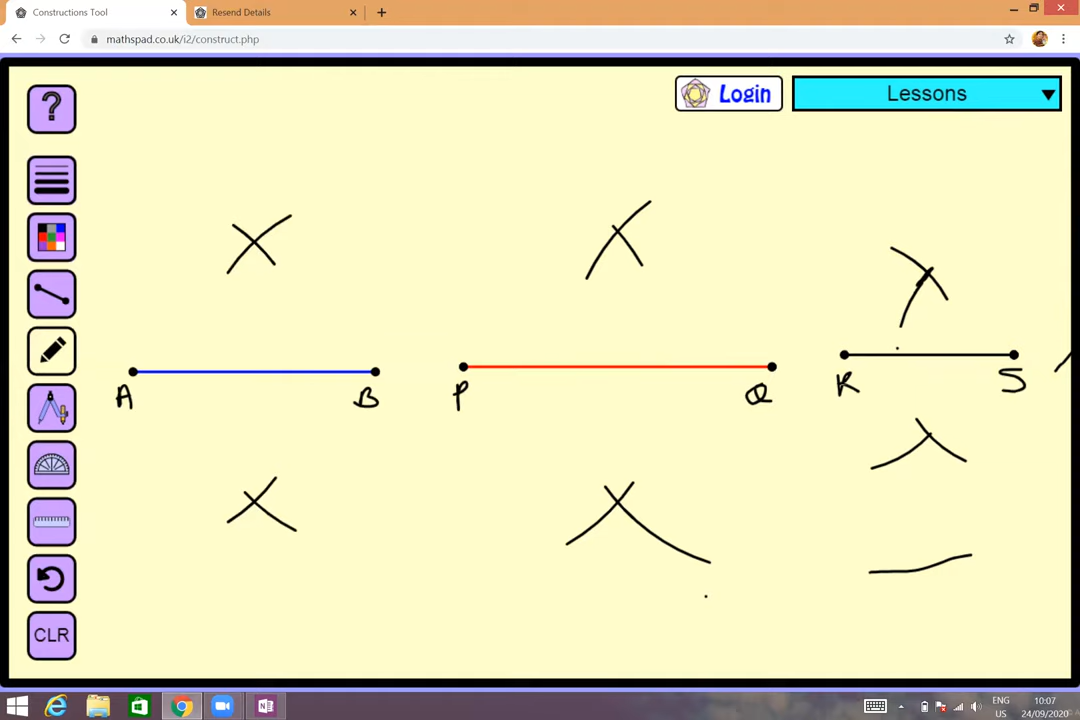 Constructions Tool
Resend Details
mathspad.co.uk/i2/construct.php
?
Login
Lessons
A B P Q R S
CLR
ENG
US
10:07
24/09/2020